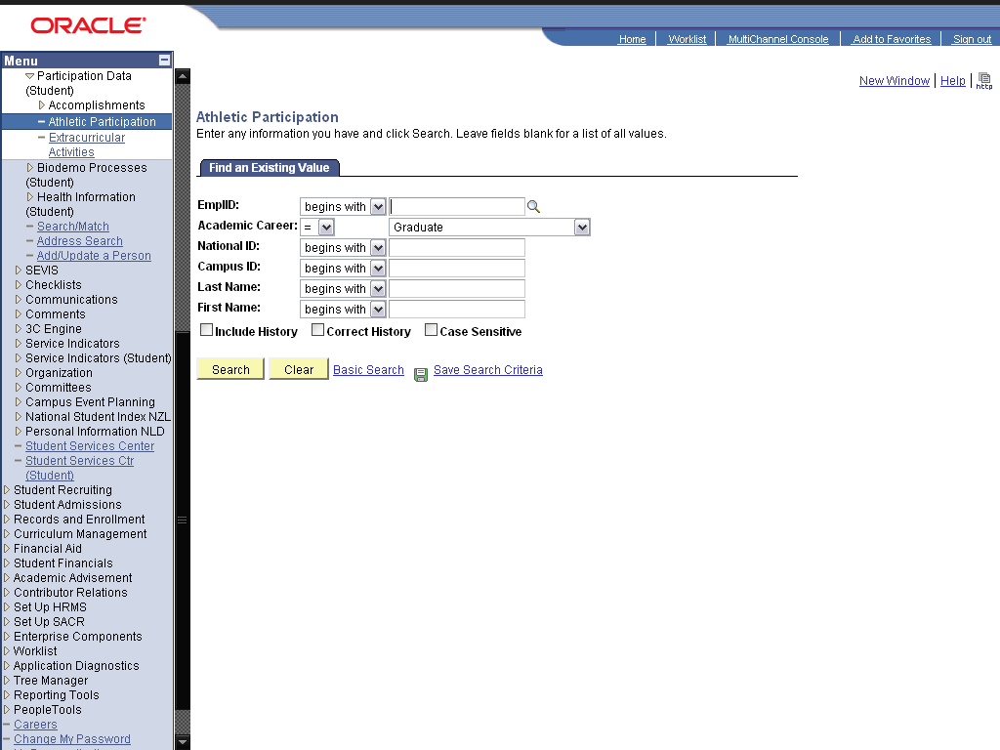 ORACLE
Home
Worklist
MultiChannel Console
Add to Favorites
Sign out
Menu
New Window
Help
http
Participation Data
(Student)
Accomplishments
Athletic Participation
Extracurricular
Activities
Biodemo Processes
(Student)
Health Information
(Student)
Search/Match
Address Search
Add/Update a Person
SEVIS
Checklists
Communications
Comments
3C Engine
Service Indicators
Service Indicators (Student)
Organization
Committees
Campus Event Planning
National Student Index NZL
Personal Information NLD
Student Services Center
Student Services Ctr
(Student)
Student Recruiting
Student Admissions
Records and Enrollment
Curriculum Management
Financial Aid
Student Financials
Academic Advisement
Contributor Relations
Set Up HRMS
Set Up SACR
Enterprise Components
Worklist
Application Diagnostics
Tree Manager
Reporting Tools
PeopleTools
Careers
Change My Password
Athletic Participation
Enter any information you have and click Search. Leave fields blank for a list of all values.
Find an Existing Value
EmplID: begins with
Academic Career: = Graduate
National ID: begins with
Campus ID: begins with
Last Name: begins with
First Name: begins with
Include History Correct History Case Sensitive
Search Clear Basic Search Save Search Criteria